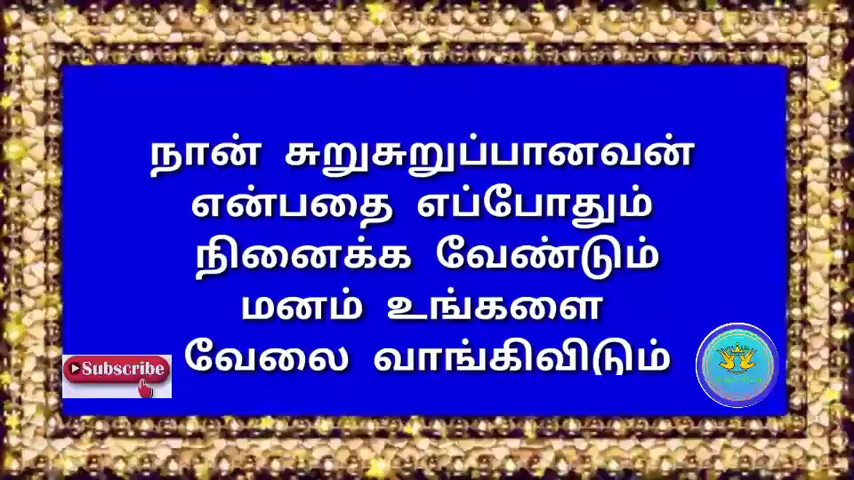 நான் சுறுசுறுப்பானவன்
என்பதை எப்போதும்
நினைக்க வேண்டும்
மனம் உங்களை
வேலை வாங்கிவிடும்
Subscribe